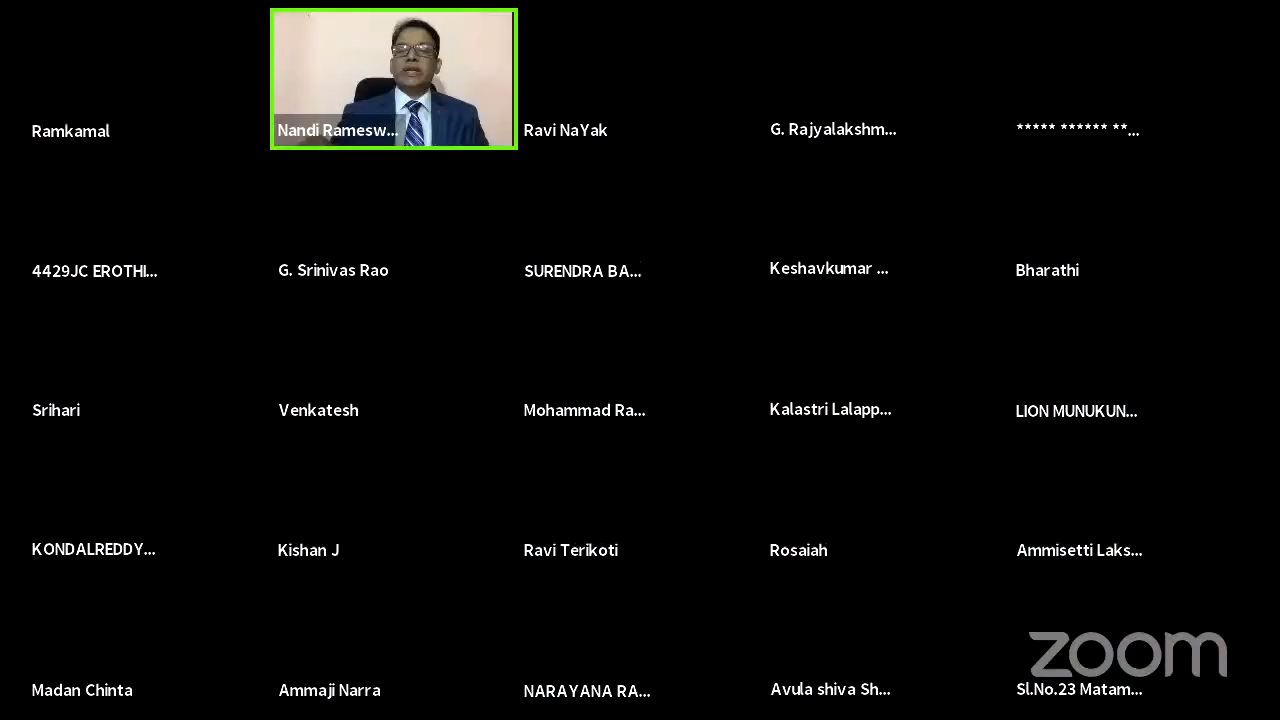 Ramkamal
Nandi Ramesw...
Ravi NaYak
G. Rajyalakshm...
***** ****** **...
4429JC EROTHI...
G. Srinivas Rao
SURENDRA BA...
Keshavkumar ...
Bharathi
Srihari
Venkatesh
Mohammad Ra...
Kalastri Lalapp...
LION MUNUKUN...
KONDALREDDY...
Kishan J
Ravi Terikoti
Rosaiah
Ammisetti Laks...
zoom
Madan Chinta
Ammaji Narra
NARAYANA RA...
Avula shiva Sh...
Sl.No.23 Matam...